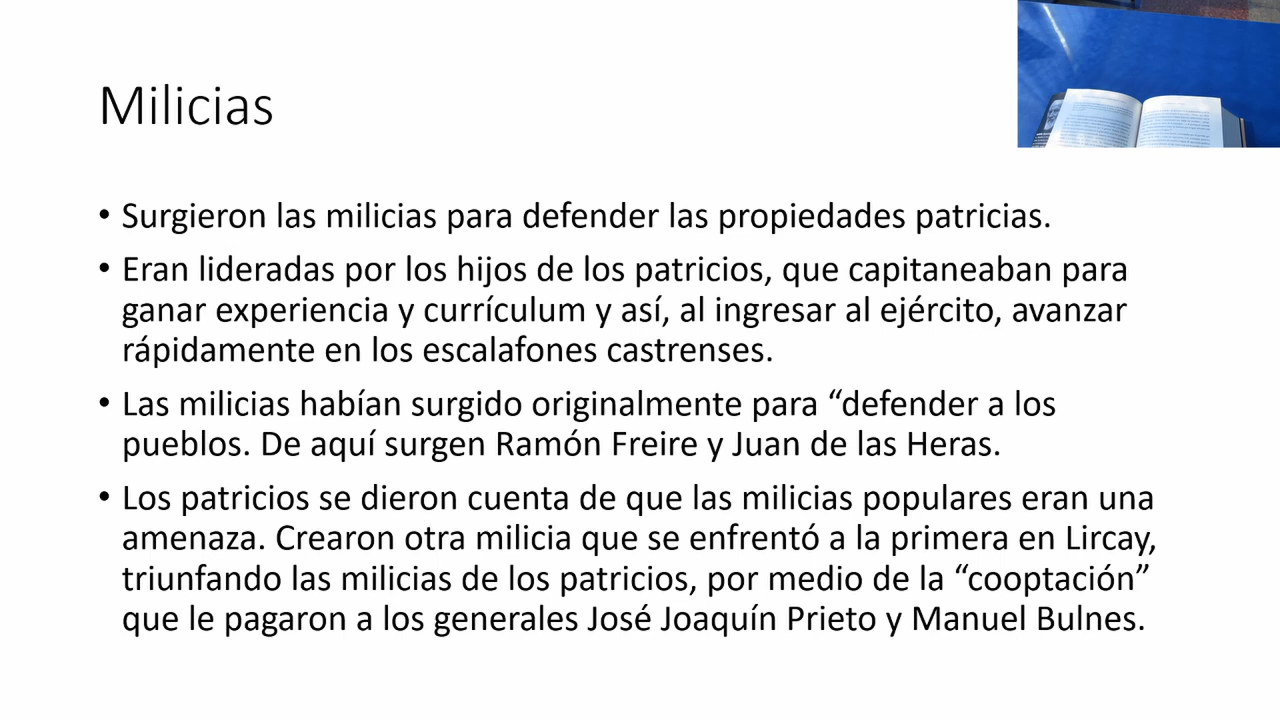 Milicias
• Surgieron las milicias para defender las propiedades patricias.
• Eran lideradas por los hijos de los patricios, que capitaneaban para
ganar experiencia y currículum y así, al ingresar al ejército, avanzar
rápidamente en los escalafones castrenses.
• Las milicias habían surgido originalmente para “defender a los
pueblos. De aquí surgen Ramón Freire y Juan de las Heras.
• Los patricios se dieron cuenta de que las milicias populares eran una
amenaza. Crearon otra milicia que se enfrentó a la primera en Lircay,
triunfando las milicias de los patricios, por medio de la “cooptación”
que le pagaron a los generales José Joaquín Prieto y Manuel Bulnes.